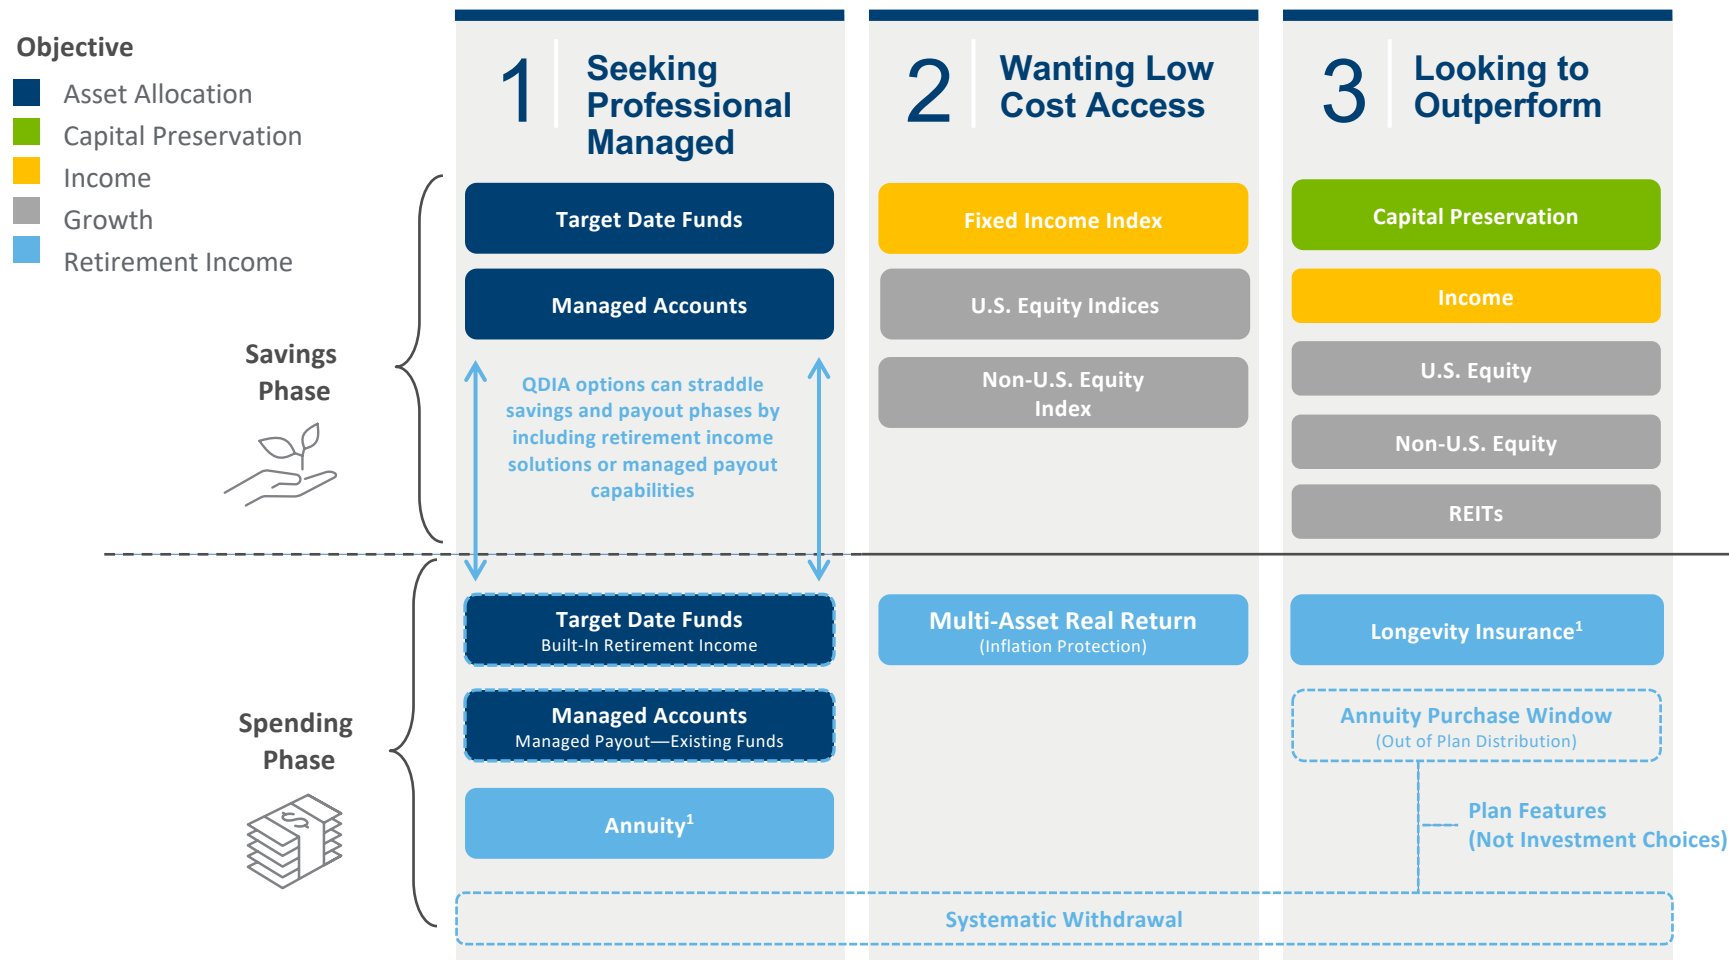 Objective
Asset Allocation
Capital Preservation
Income
Growth
Retirement Income
1
Seeking
Professional
Managed
2
Wanting Low
Cost Access
3
Looking to
Outperform
Savings
Phase
Target Date Funds
Managed Accounts
QDIA options can straddle
savings and payout phases by
including retirement income
solutions or managed payout
capabilities
Fixed Income Index
U.S. Equity Indices
Non-U.S. Equity
Index
Capital Preservation
Income
U.S. Equity
Non-U.S. Equity
REITs
Spending
Phase
Target Date Funds
Built-In Retirement Income
Managed Accounts
Managed Payout—Existing Funds
Annuity¹
Multi-Asset Real Return
(Inflation Protection)
Longevity Insurance¹
Annuity Purchase Window
(Out of Plan Distribution)
Plan Features
(Not Investment Choices)
Systematic Withdrawal